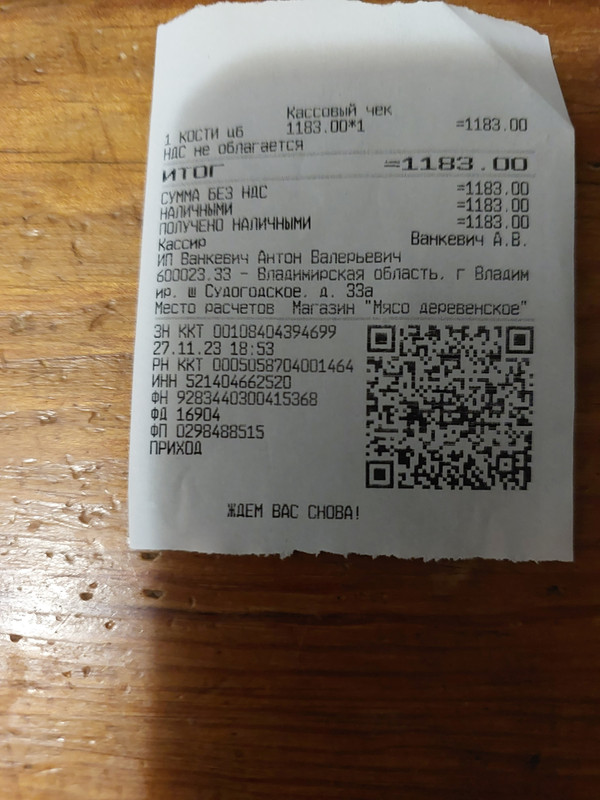 Кассовый чек
1 КОСТИ цб 1183.00*1 =1183.00
НДС не облагается
ИТОГ =1183.00
СУММА БЕЗ НДС =1183.00
НАЛИЧНЫМИ =1183.00
ПОЛУЧЕНО НАЛИЧНЫМИ =1183.00
Кассир Ванкевич А.В.
ИП Ванкевич Антон Валерьевич
600023.33 - Владимирская область, г Владим
ир, ш Судогодское, д. 33а
Место расчетов Магазин "Мясо деревенское"
ЗН ККТ 00108404394699
27.11.23 18:53
РН ККТ 0005058704001464
ИНН 521404662520
ФН 9283440300415368
ФД 16904
ФП 0298488515
ПРИХОД
ЖДЕМ ВАС СНОВА!